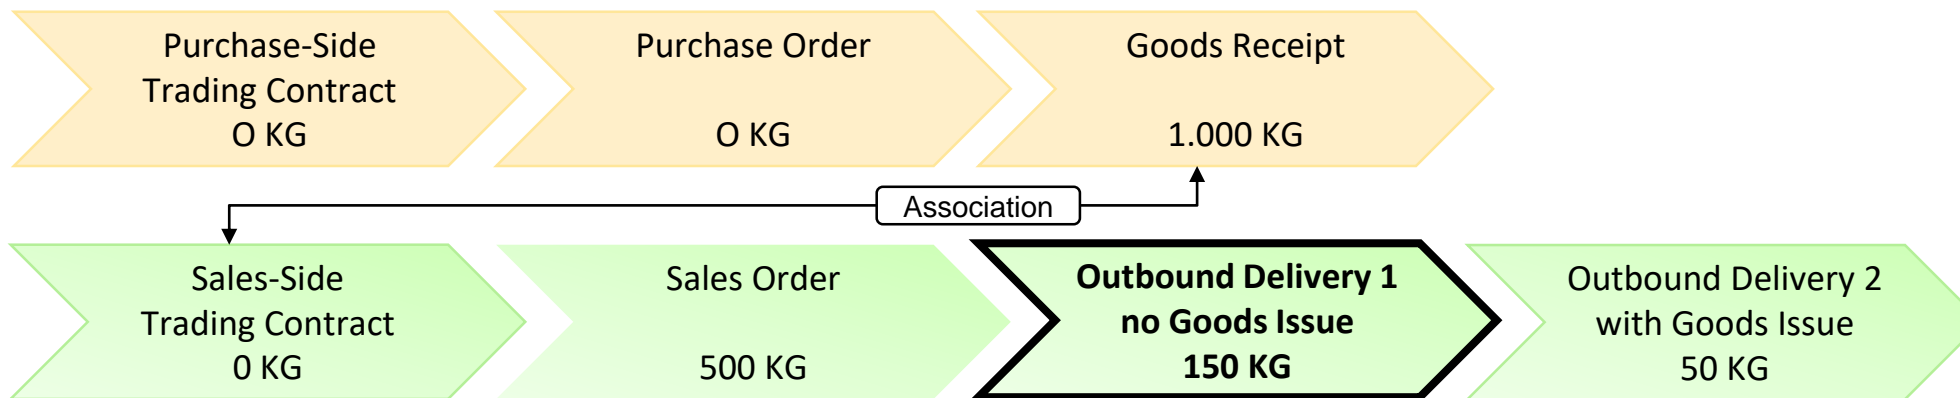 Purchase-Side
Trading Contract
O KG
Purchase Order
O KG
Goods Receipt
1.000 KG
Association
Sales-Side
Trading Contract
0 KG
Sales Order
500 KG
Outbound Delivery 1
no Goods Issue
150 KG
Outbound Delivery 2
with Goods Issue
50 KG